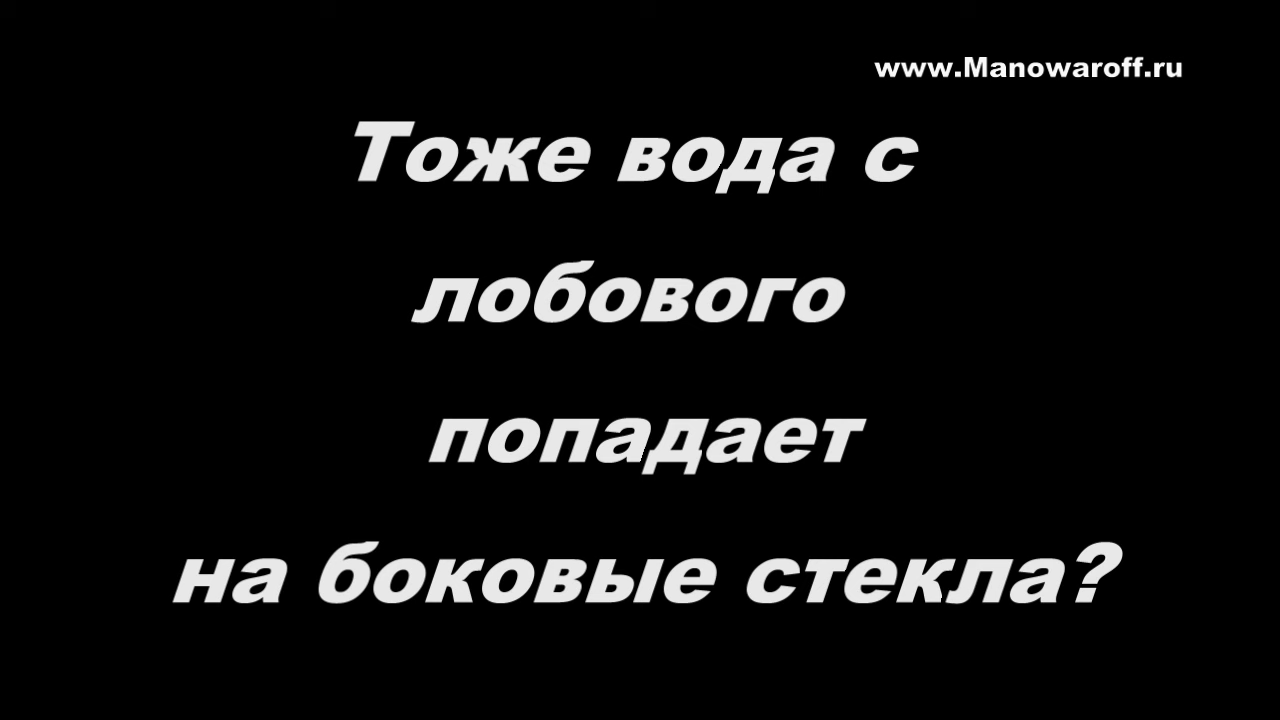 www.Manowaroff.ru
Тоже вода с
лобового
попадает
на боковые стекла?